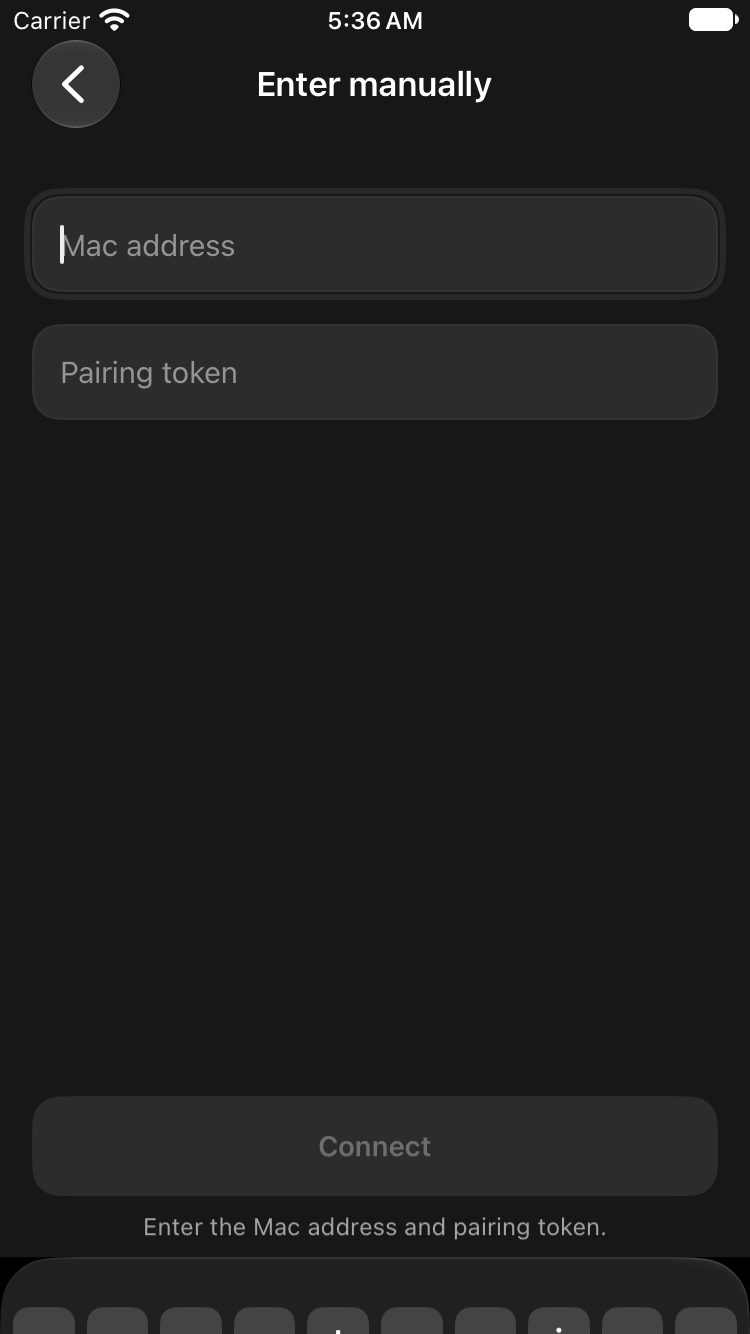 Carrier 5:36 AM
Enter manually
Mac address
Pairing token
Connect
Enter the Mac address and pairing token.